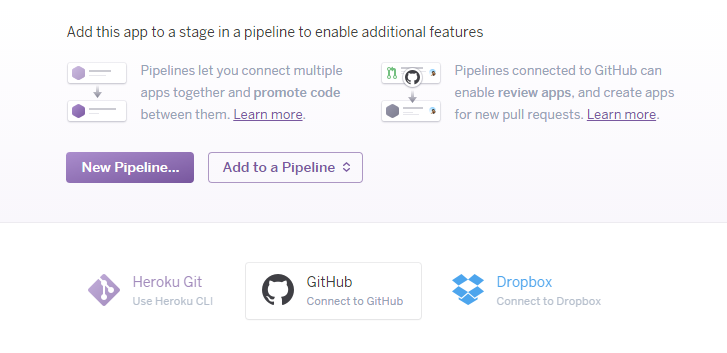 Add this app to a stage in a pipeline to enable additional features
Pipelines let you connect multiple
apps together and promote code
between them. Learn more.
Pipelines connected to GitHub can
enable review apps, and create apps
for new pull requests. Learn more.
New Pipeline...
Add to a Pipeline
Heroku Git
Use Heroku CLI
GitHub
Connect to GitHub
Dropbox
Connect to Dropbox